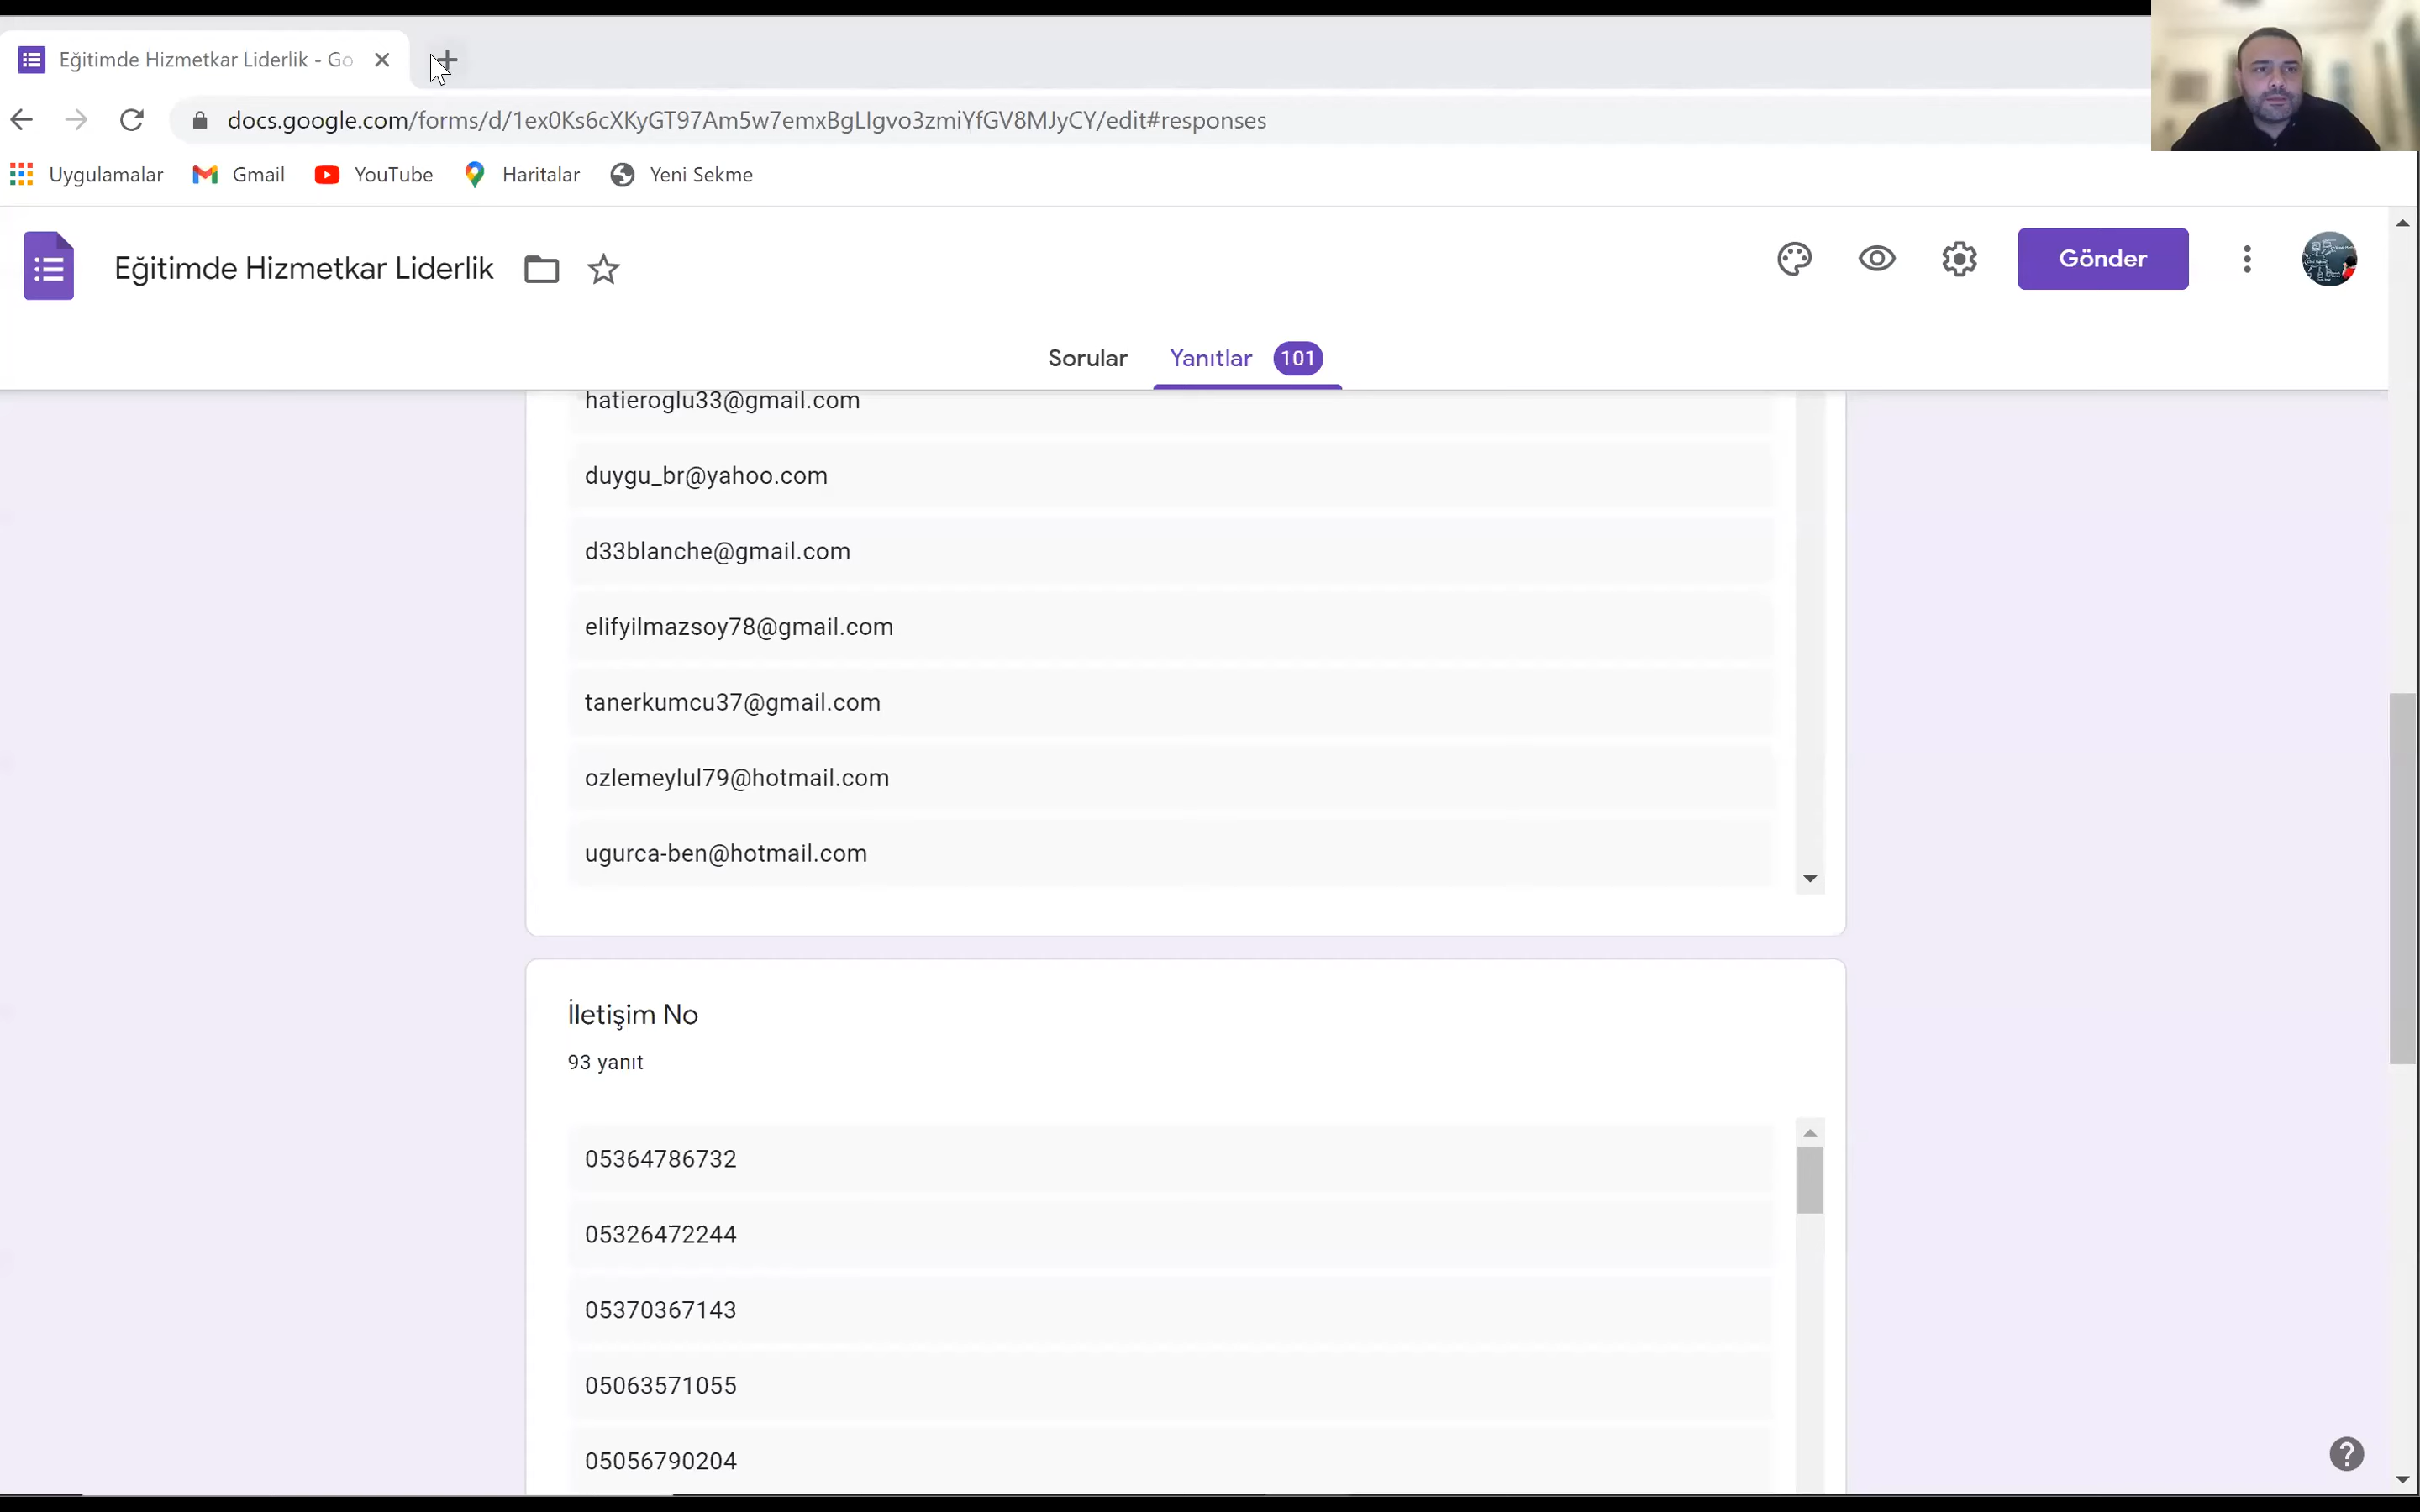 Eğitimde Hizmetkar Liderlik - Go
docs.google.com/forms/d/1ex0Ks6cXKyGT97Am5w7emxBgLIgvo3zmiYfGV8MJyCY/edit#responses
Uygulamalar Gmail YouTube Haritalar Yeni Sekme
Eğitimde Hizmetkar Liderlik
Gönder
Sorular Yanıtlar 101
hatieroglu33@gmail.com
duygu_br@yahoo.com
d33blanche@gmail.com
elifyilmazsoy78@gmail.com
tanerkumcu37@gmail.com
ozlemeylul79@hotmail.com
ugurca-ben@hotmail.com
İletişim No
93 yanıt
05364786732
05326472244
05370367143
05063571055
05056790204